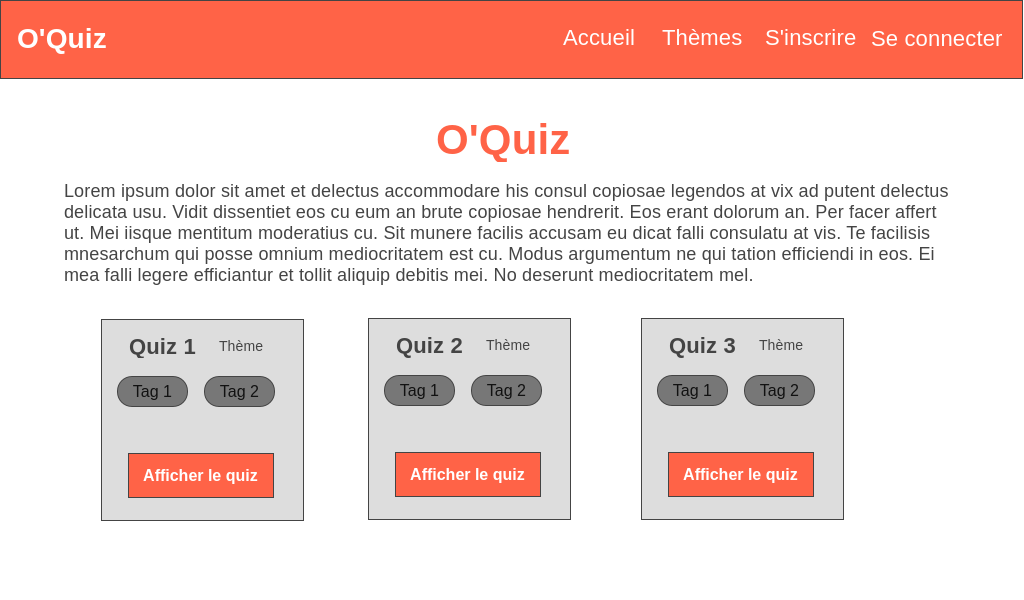 O'Quiz
Accueil Thèmes S'inscrire Se connecter
O'Quiz
Lorem ipsum dolor sit amet et delectus accommodare his consul copiosae legendos at vix ad putent delectus
delicata usu. Vidit dissentiet eos cu eum an brute copiosae hendrerit. Eos erant dolorum an. Per facer affert
ut. Mei iisque mentitum moderatius cu. Sit munere facilis accusam eu dicat falli consulatu at vis. Te facilisis
mnesarchum qui posse omnium mediocritatem est cu. Modus argumentum ne qui tation efficiendi in eos. Ei
mea falli legere efficiantur et tollit aliquip debitis mei. No deserunt mediocritatem mel.
Quiz 1 Thème
Tag 1 Tag 2
Afficher le quiz
Quiz 2 Thème
Tag 1 Tag 2
Afficher le quiz
Quiz 3 Thème
Tag 1 Tag 2
Afficher le quiz